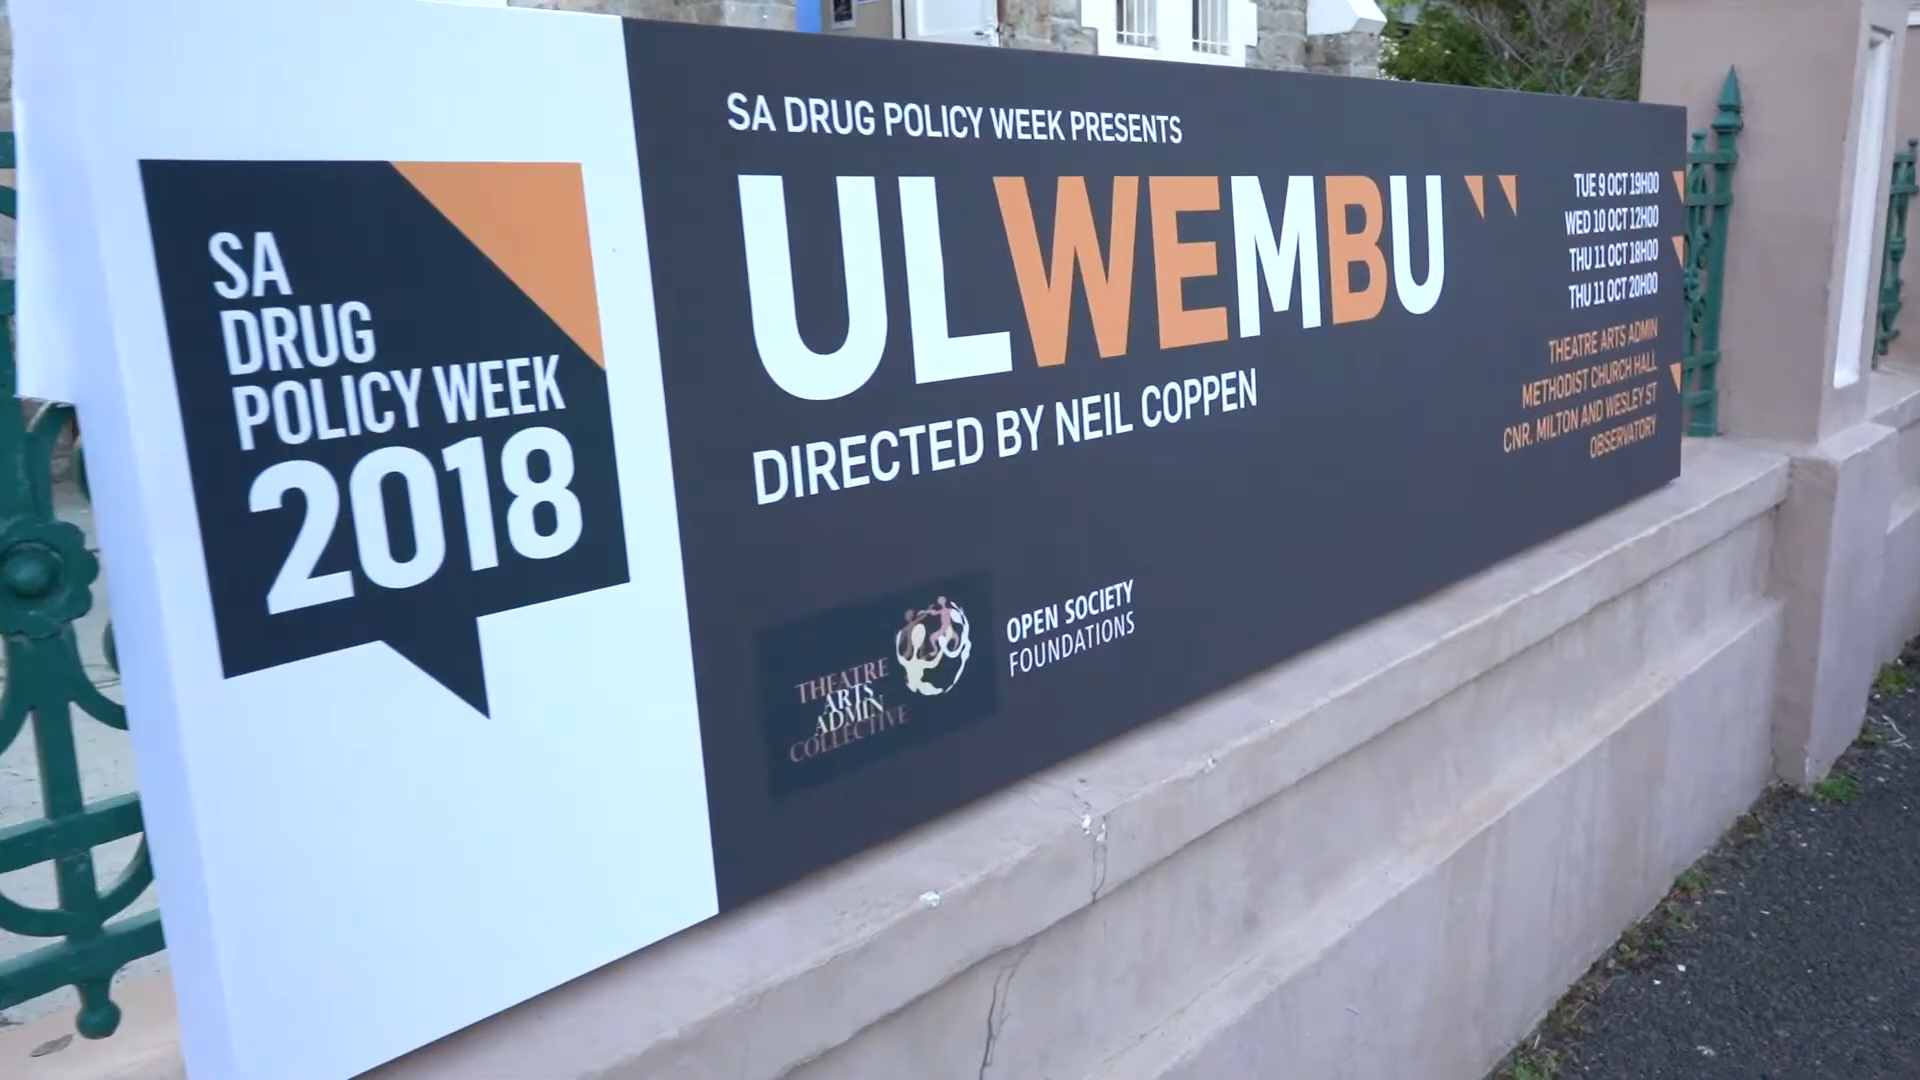 SA
DRUG
POLICY WEEK
2018
SA DRUG POLICY WEEK PRESENTS
ULWEMBU
DIRECTED BY NEIL COPPEN
TUE 9 OCT 19H00
WED 10 OCT 12H00
THU 11 OCT 18H00
THU 11 OCT 20H00
THEATRE ARTS ADMIN
METHODIST CHURCH HALL
CNR. MILTON AND WESLEY ST
OBSERVATORY
THEATRE
ARTS
ADMIN
COLLECTIVE
OPEN SOCIETY
FOUNDATIONS